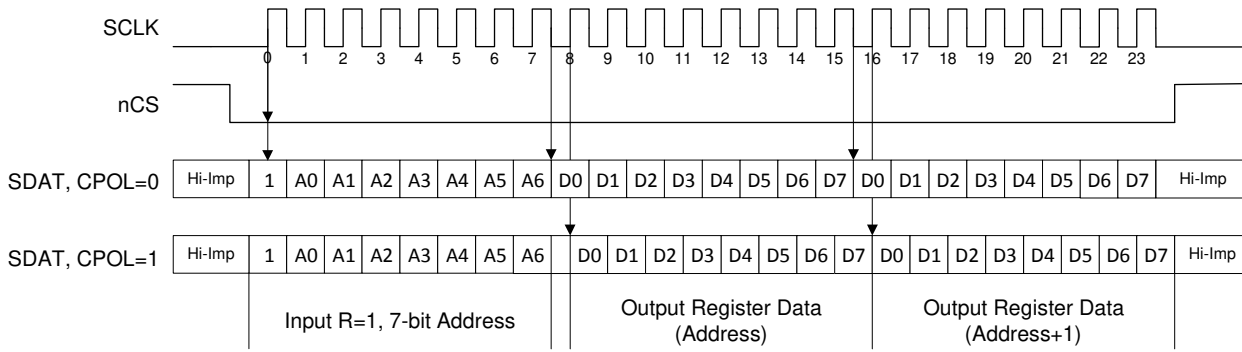 SCLK
0 1 2 3 4 5 6 7 8 9 10 11 12 13 14 15 16 17 18 19 20 21 22 23
nCS
SDAT, CPOL=0 Hi-Imp 1 A0 A1 A2 A3 A4 A5 A6 D0 D1 D2 D3 D4 D5 D6 D7 D0 D1 D2 D3 D4 D5 D6 D7 Hi-Imp
SDAT, CPOL=1 Hi-Imp 1 A0 A1 A2 A3 A4 A5 A6 D0 D1 D2 D3 D4 D5 D6 D7 D0 D1 D2 D3 D4 D5 D6 D7 Hi-Imp
Input R=1, 7-bit Address
Output Register Data
(Address)
Output Register Data
(Address+1)